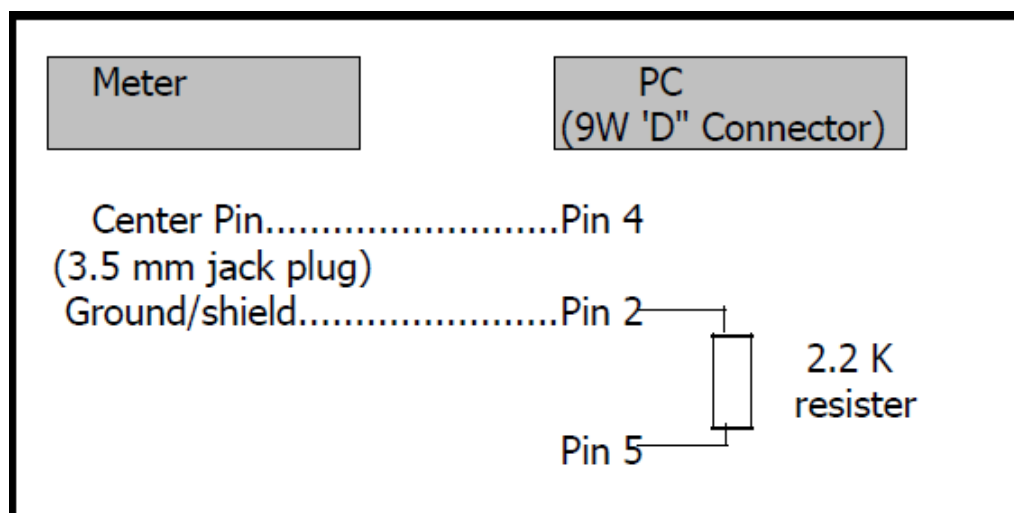 Meter
PC
(9W 'D" Connector)
Center Pin..........................Pin 4
(3.5 mm jack plug)
Ground/shield.......................Pin 2
2.2 K
resister
Pin 5